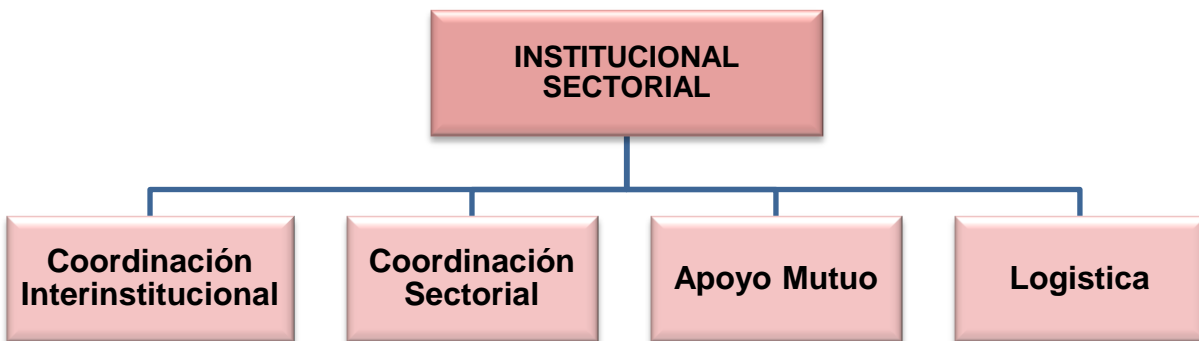 INSTITUCIONAL
SECTORIAL
Coordinación
Interinstitucional
Coordinación
Sectorial
Apoyo Mutuo
Logistica